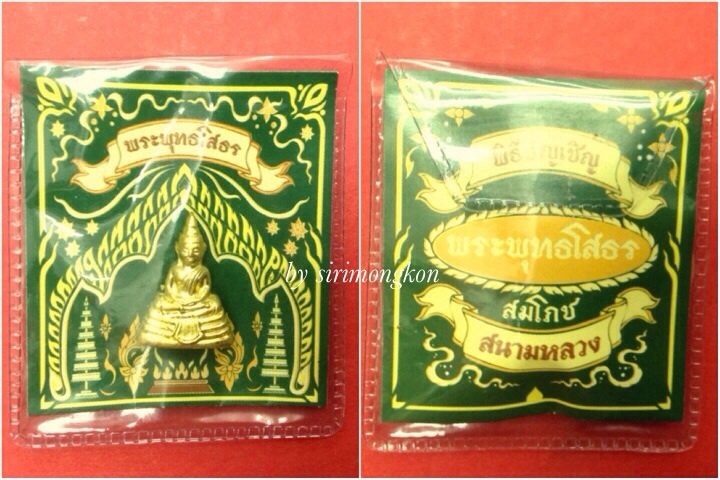 พระพุทธโสธร
by sirimongkon
พิธีอัญเชิญ
พระพุทธโสธร
สมโภช
สนามหลวง